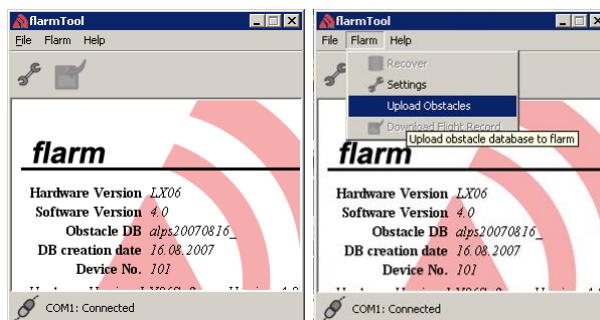 flarmTool
File Flarm Help
flarm
Hardware Version LX06
Software Version 4.0
Obstacle DB alps20070816_
DB creation date 16.08.2007
Device No. 101
COM1: Connected
flarmTool
File Flarm Help
Recover
Settings
Upload Obstacles
Download Flight Record
Upload obstacle database to flarm
flarm
Hardware Version LX06
Software Version 4.0
Obstacle DB alps20070816_
DB creation date 16.08.2007
Device No. 101
COM1: Connected